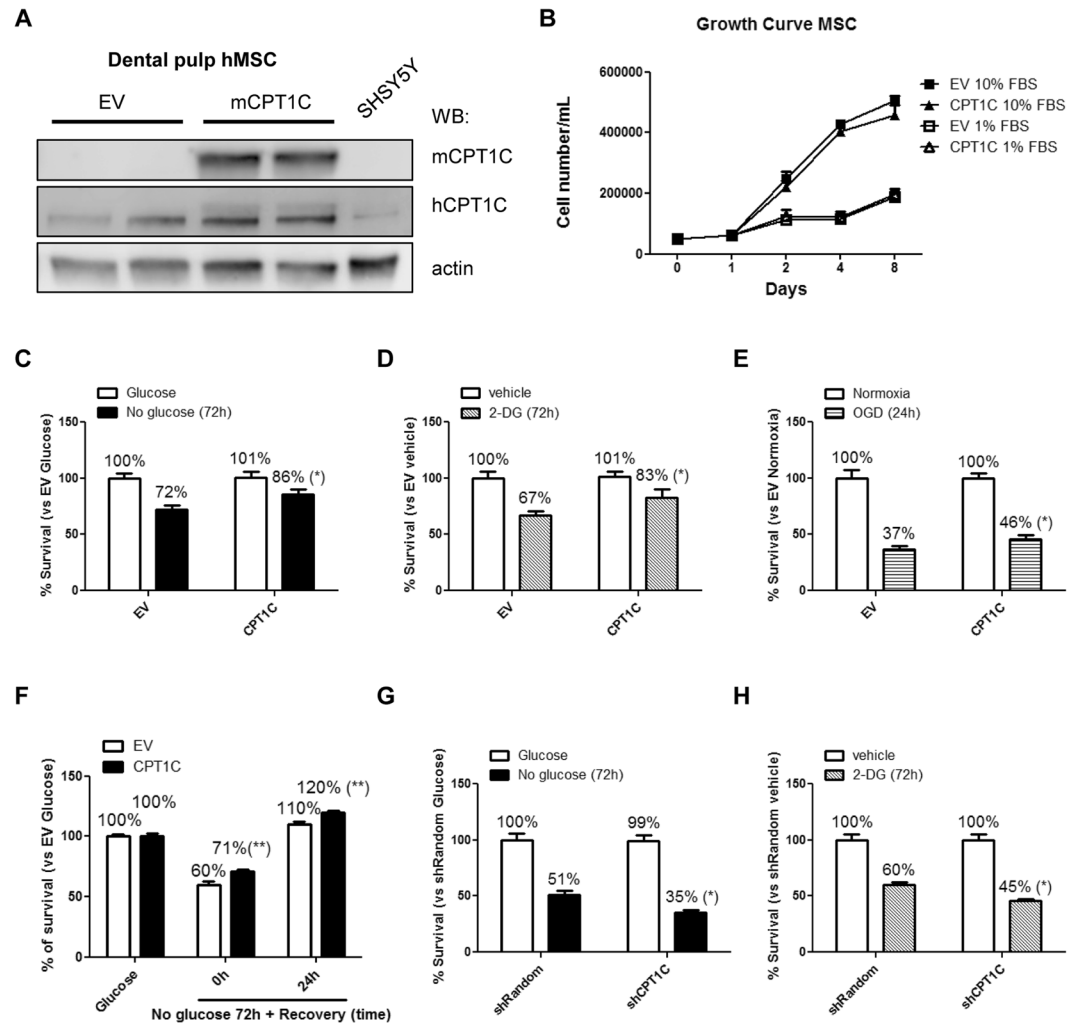 A
Dental pulp hMSC
EV
mCPT1C
SHSY5Y
WB:
mCPT1C
hCPT1C
actin
B
Growth Curve MSC
Cell number/mL
600000
400000
200000
0
0 1 2 4 8
Days
EV 10% FBS
CPT1C 10% FBS
EV 1% FBS
CPT1C 1% FBS
C
Glucose
No glucose (72h)
% Survival (vs EV Glucose)
150
100
50
0
100%
72%
101%
86% (*)
EV
CPT1C
D
vehicle
2-DG (72h)
% Survival (vs EV vehicle)
150
100
50
0
100%
67%
101%
83% (*)
EV
CPT1C
E
Normoxia
OGD (24h)
% Survival (vs EV Normoxia)
150
100
50
0
100%
37%
100%
46% (*)
EV
CPT1C
F
EV
CPT1C
% of survival (vs EV Glucose)
150
100
50
0
100%
100%
60%
71%(**)
110%
120% (**)
Glucose
0h
24h
No glucose 72h + Recovery (time)
G
Glucose
No glucose (72h)
% Survival (vs shRandom Glucose)
150
100
50
0
100%
51%
99%
35% (*)
shRandom
shCPT1C
H
vehicle
2-DG (72h)
% Survival (vs shRandom vehicle)
150
100
50
0
100%
60%
100%
45% (*)
shRandom
shCPT1C